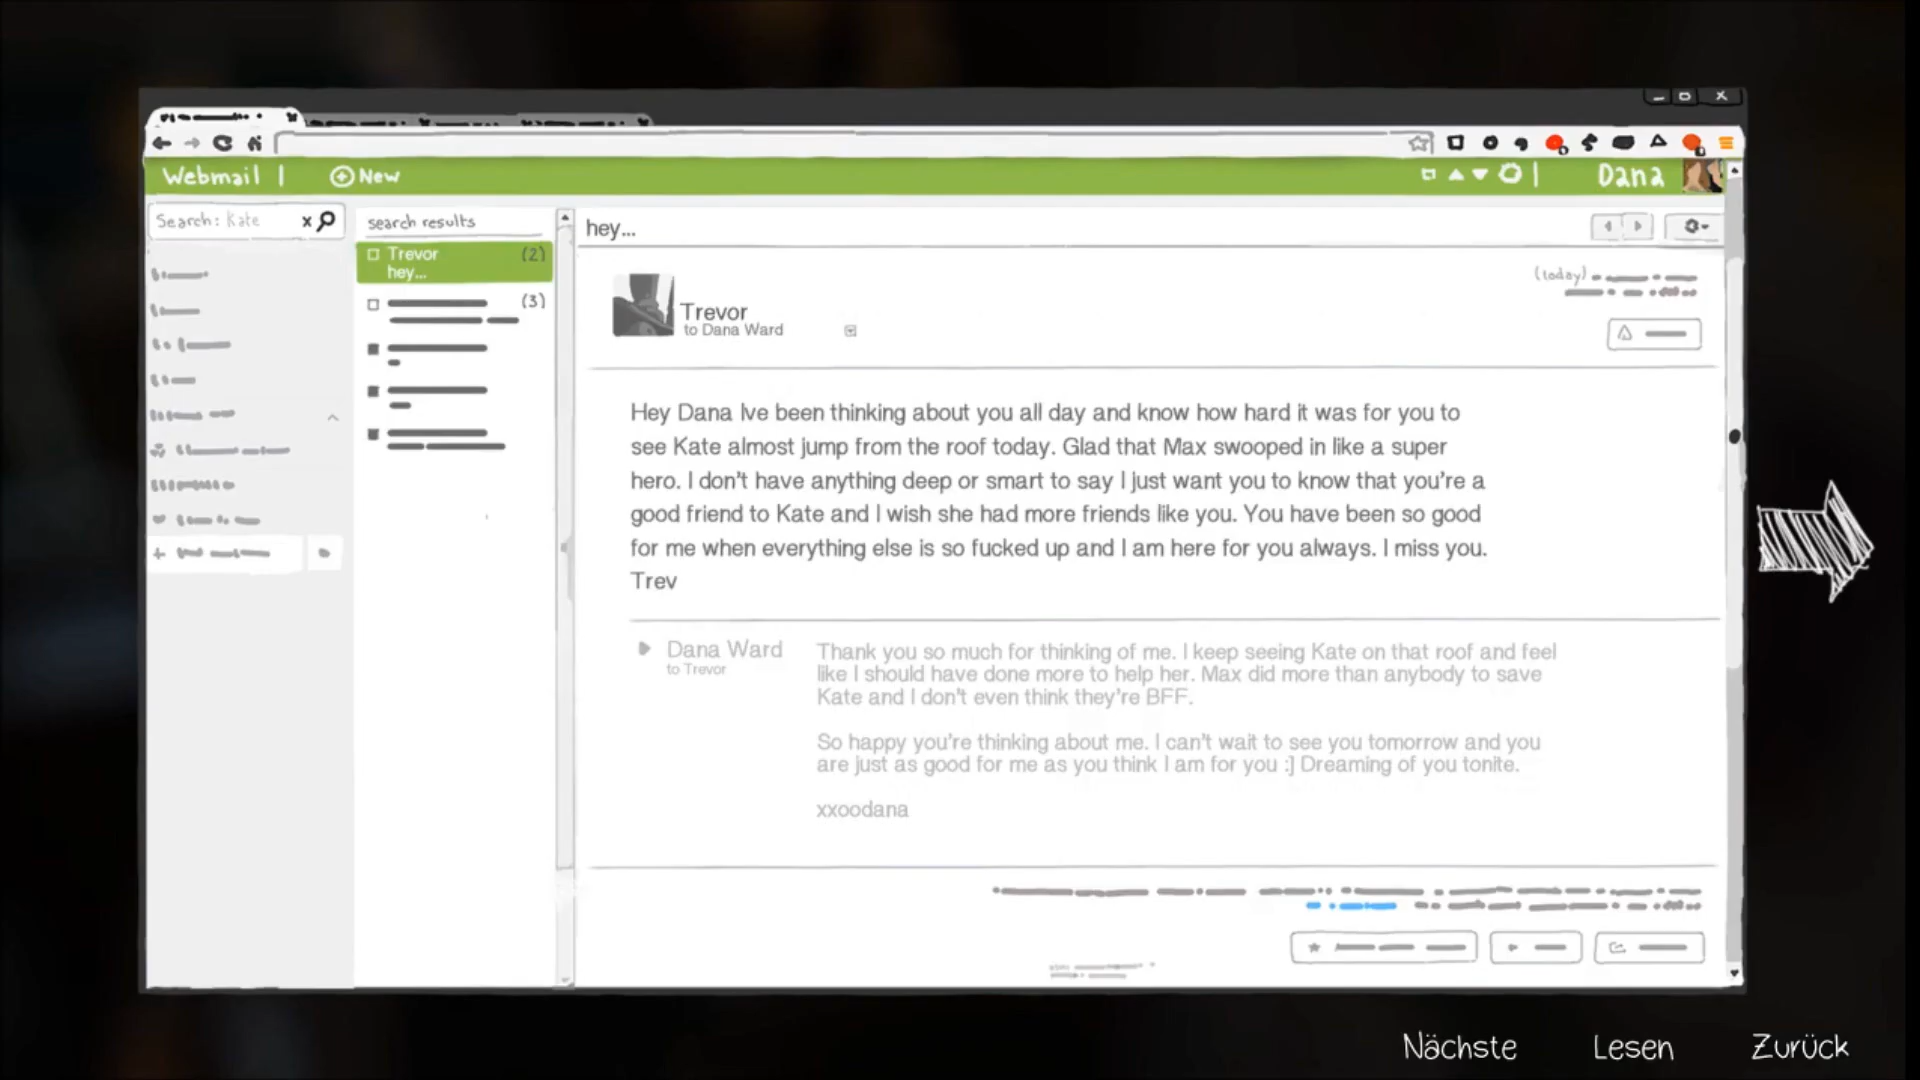 Webmail |
New
Dana
Search: Kate
x
search results
Trevor
(2)
hey...
(3)
hey...
(today)
Trevor
to Dana Ward
Hey Dana Ive been thinking about you all day and know how hard it was for you to
see Kate almost jump from the roof today. Glad that Max swooped in like a super
hero. I don't have anything deep or smart to say I just want you to know that you're a
good friend to Kate and I wish she had more friends like you. You have been so good
for me when everything else is so fucked up and I am here for you always. I miss you.
Trev
Dana Ward
to Trevor
Thank you so much for thinking of me. I keep seeing Kate on that roof and feel
like I should have done more to help her. Max did more than anybody to save
Kate and I don't even think they're BFF.
So happy you're thinking about me. I can't wait to see you tomorrow and you
are just as good for me as you think I am for you :] Dreaming of you tonite.
xxoodana
Nächste
Lesen
Zurück